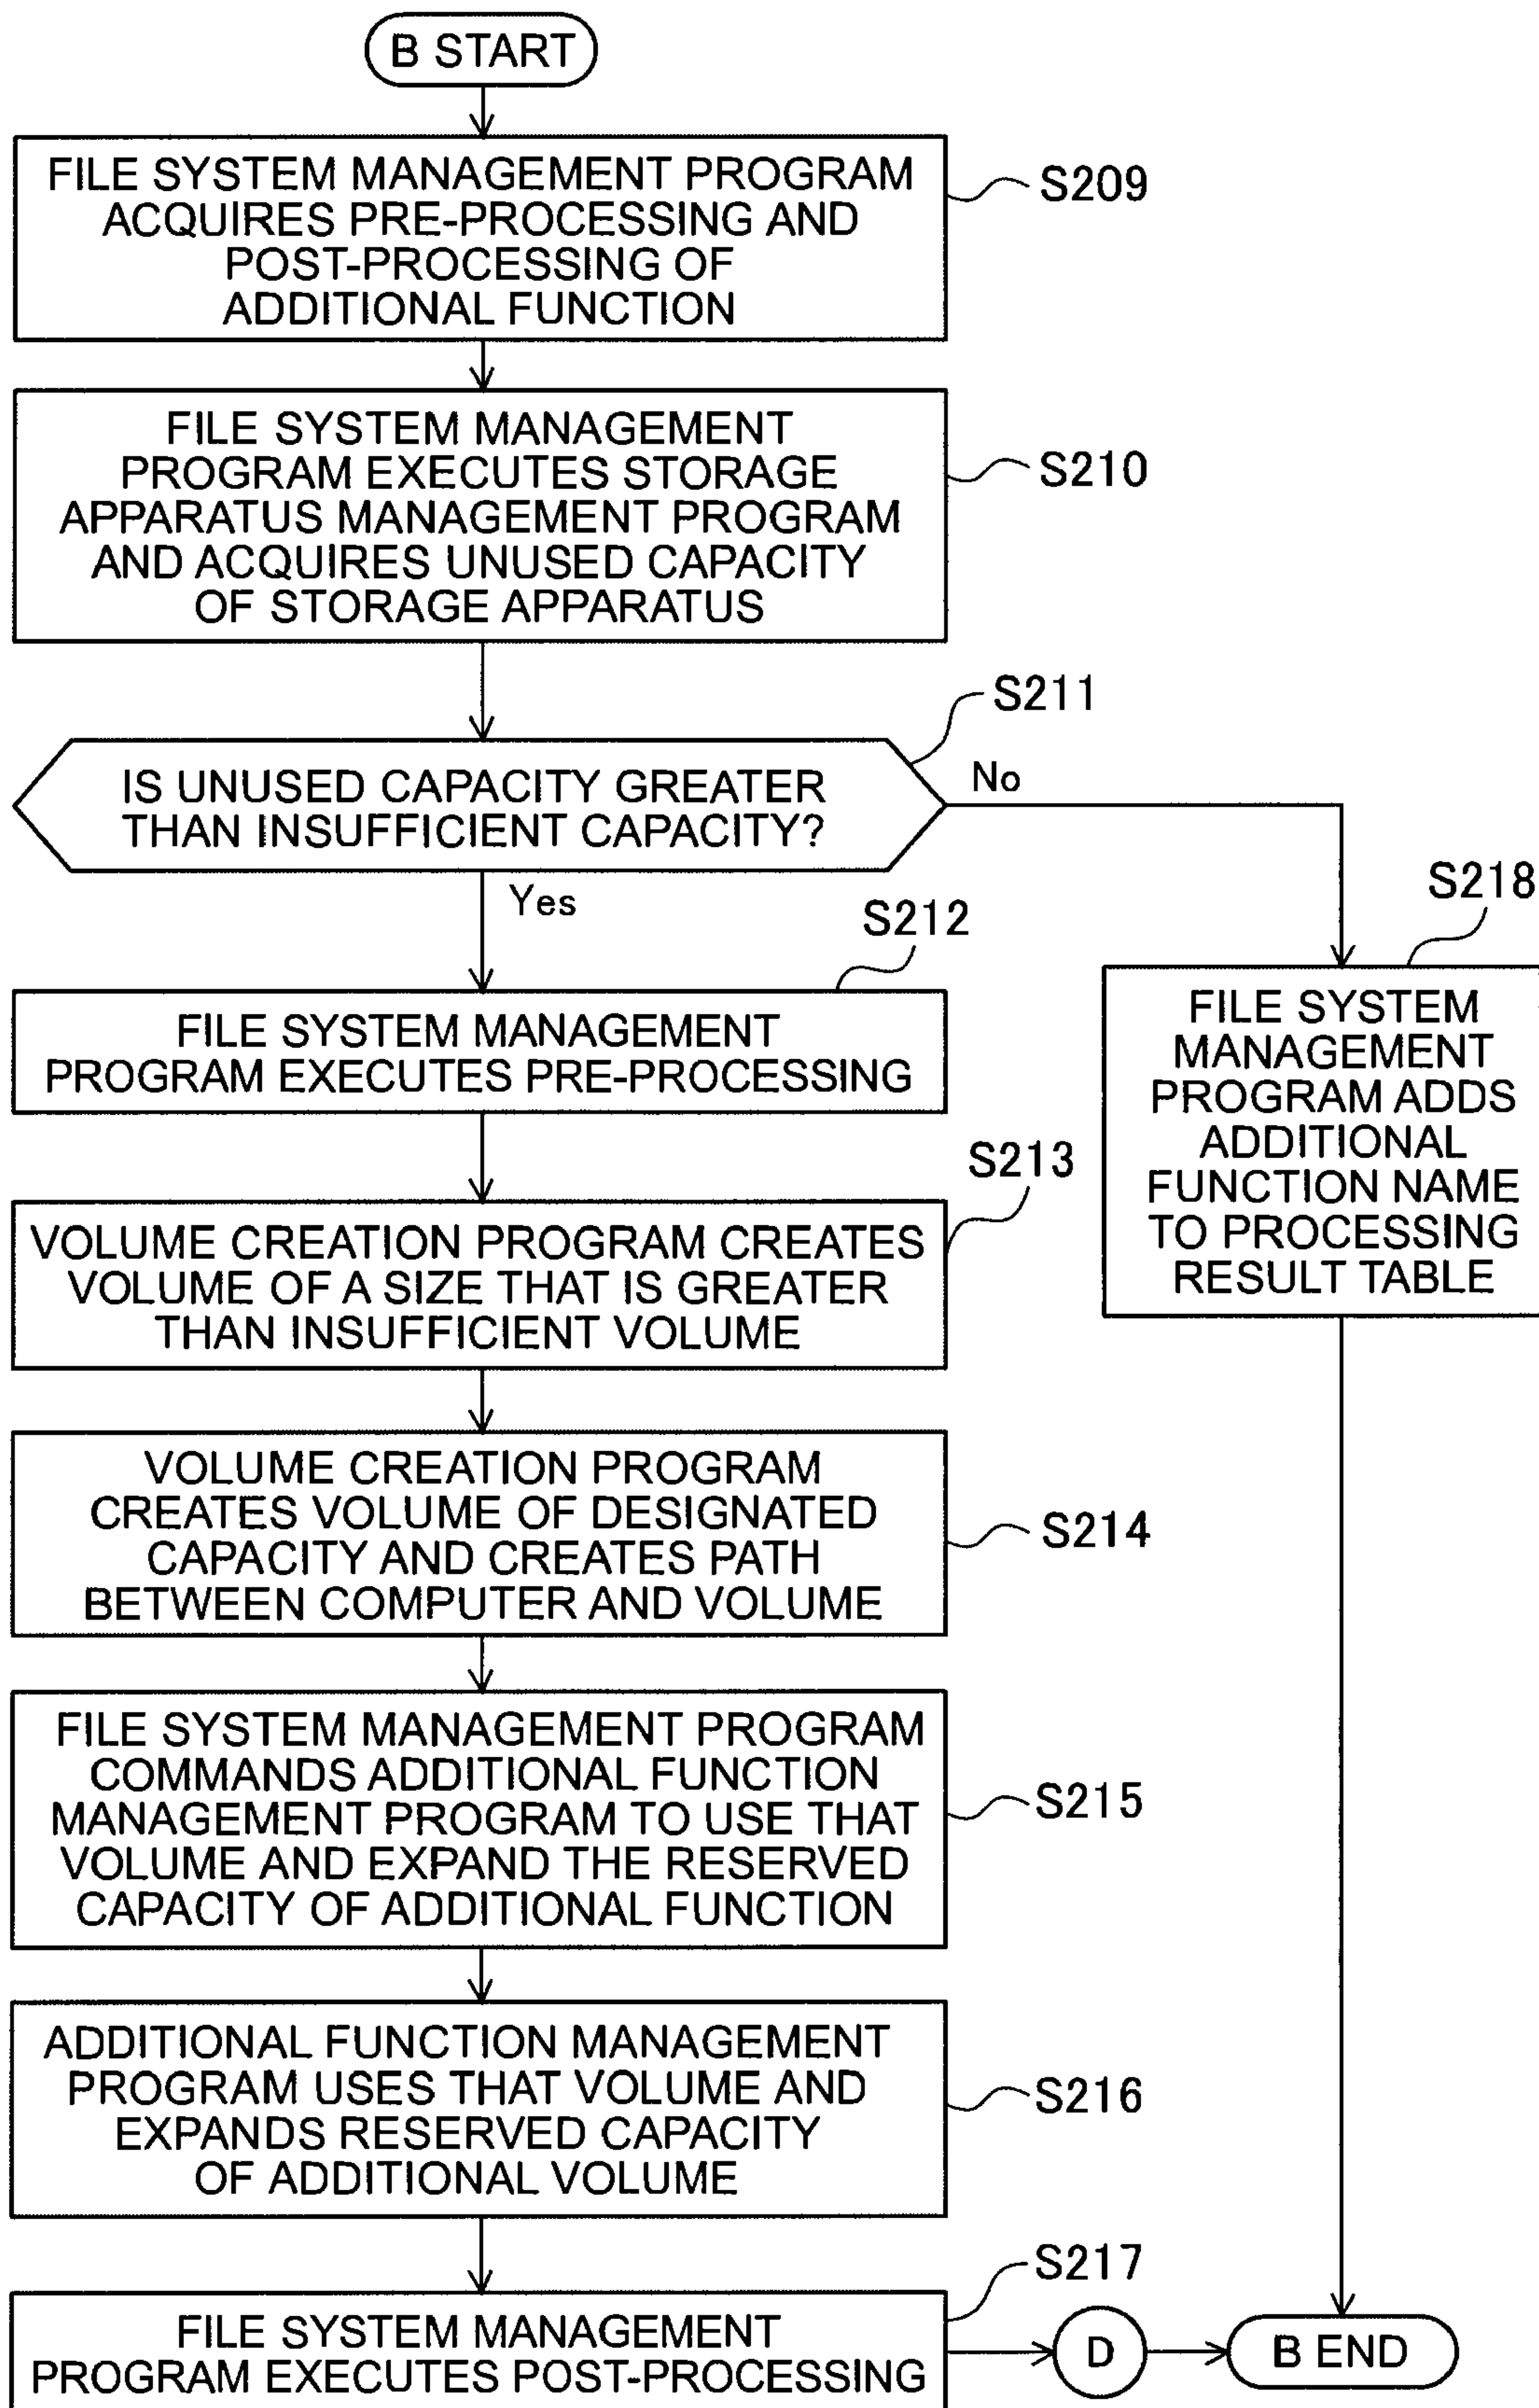 B START
FILE SYSTEM MANAGEMENT PROGRAM
ACQUIRES PRE-PROCESSING AND
POST-PROCESSING OF
ADDITIONAL FUNCTION
S209
FILE SYSTEM MANAGEMENT
PROGRAM EXECUTES STORAGE
APPARATUS MANAGEMENT PROGRAM
AND ACQUIRES UNUSED CAPACITY
OF STORAGE APPARATUS
S210
S211
IS UNUSED CAPACITY GREATER
THAN INSUFFICIENT CAPACITY?
No
Yes
S212
FILE SYSTEM MANAGEMENT
PROGRAM EXECUTES PRE-PROCESSING
S218
FILE SYSTEM
MANAGEMENT
PROGRAM ADDS
ADDITIONAL
FUNCTION NAME
TO PROCESSING
RESULT TABLE
S213
VOLUME CREATION PROGRAM CREATES
VOLUME OF A SIZE THAT IS GREATER
THAN INSUFFICIENT VOLUME
VOLUME CREATION PROGRAM
CREATES VOLUME OF DESIGNATED
CAPACITY AND CREATES PATH
BETWEEN COMPUTER AND VOLUME
S214
FILE SYSTEM MANAGEMENT PROGRAM
COMMANDS ADDITIONAL FUNCTION
MANAGEMENT PROGRAM TO USE THAT
VOLUME AND EXPAND THE RESERVED
CAPACITY OF ADDITIONAL FUNCTION
S215
ADDITIONAL FUNCTION MANAGEMENT
PROGRAM USES THAT VOLUME AND
EXPANDS RESERVED CAPACITY
OF ADDITIONAL VOLUME
S216
S217
FILE SYSTEM MANAGEMENT
PROGRAM EXECUTES POST-PROCESSING
D
B END